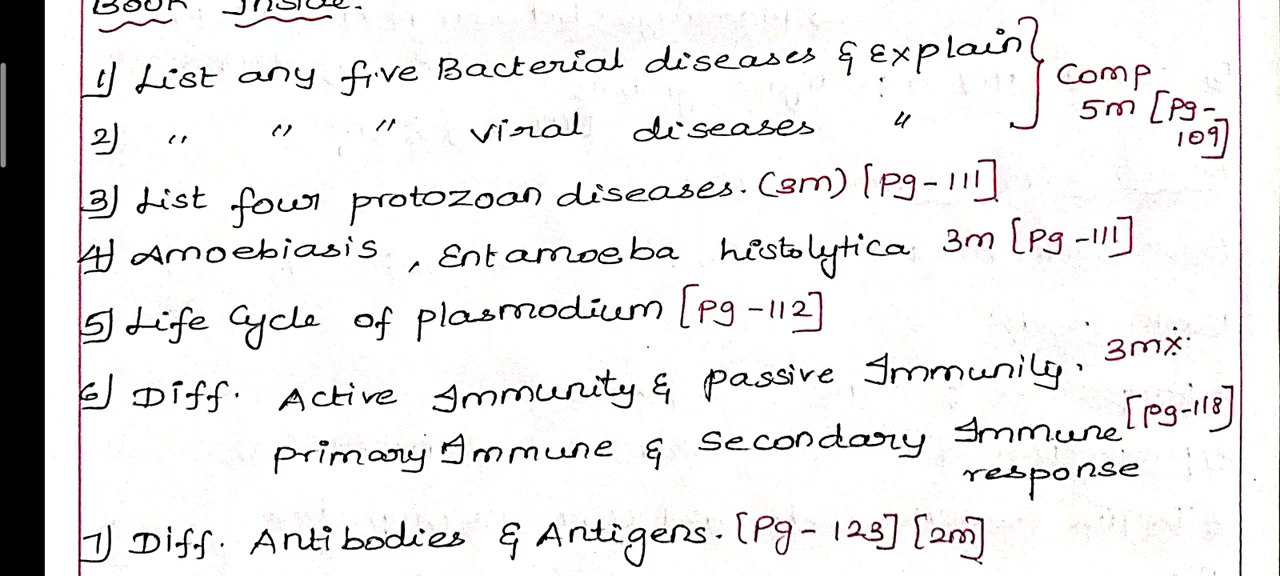 Book Inside.
1) List any five Bacterial diseases & Explain } Comp
5m [Pg-109]
2) " " " viral diseases "
3) List four protozoan diseases. (3m) [Pg-111]
4) Amoebiasis, Entamoeba histolytica 3m [Pg-111]
5) Life Cycle of plasmodium [Pg-112]
6) Diff. Active Immunity & passive Immunity. 3m
[Pg-118]
primary Immune & Secondary Immune
response
7) Diff. Antibodies & Antigens. [Pg-123] [2m]